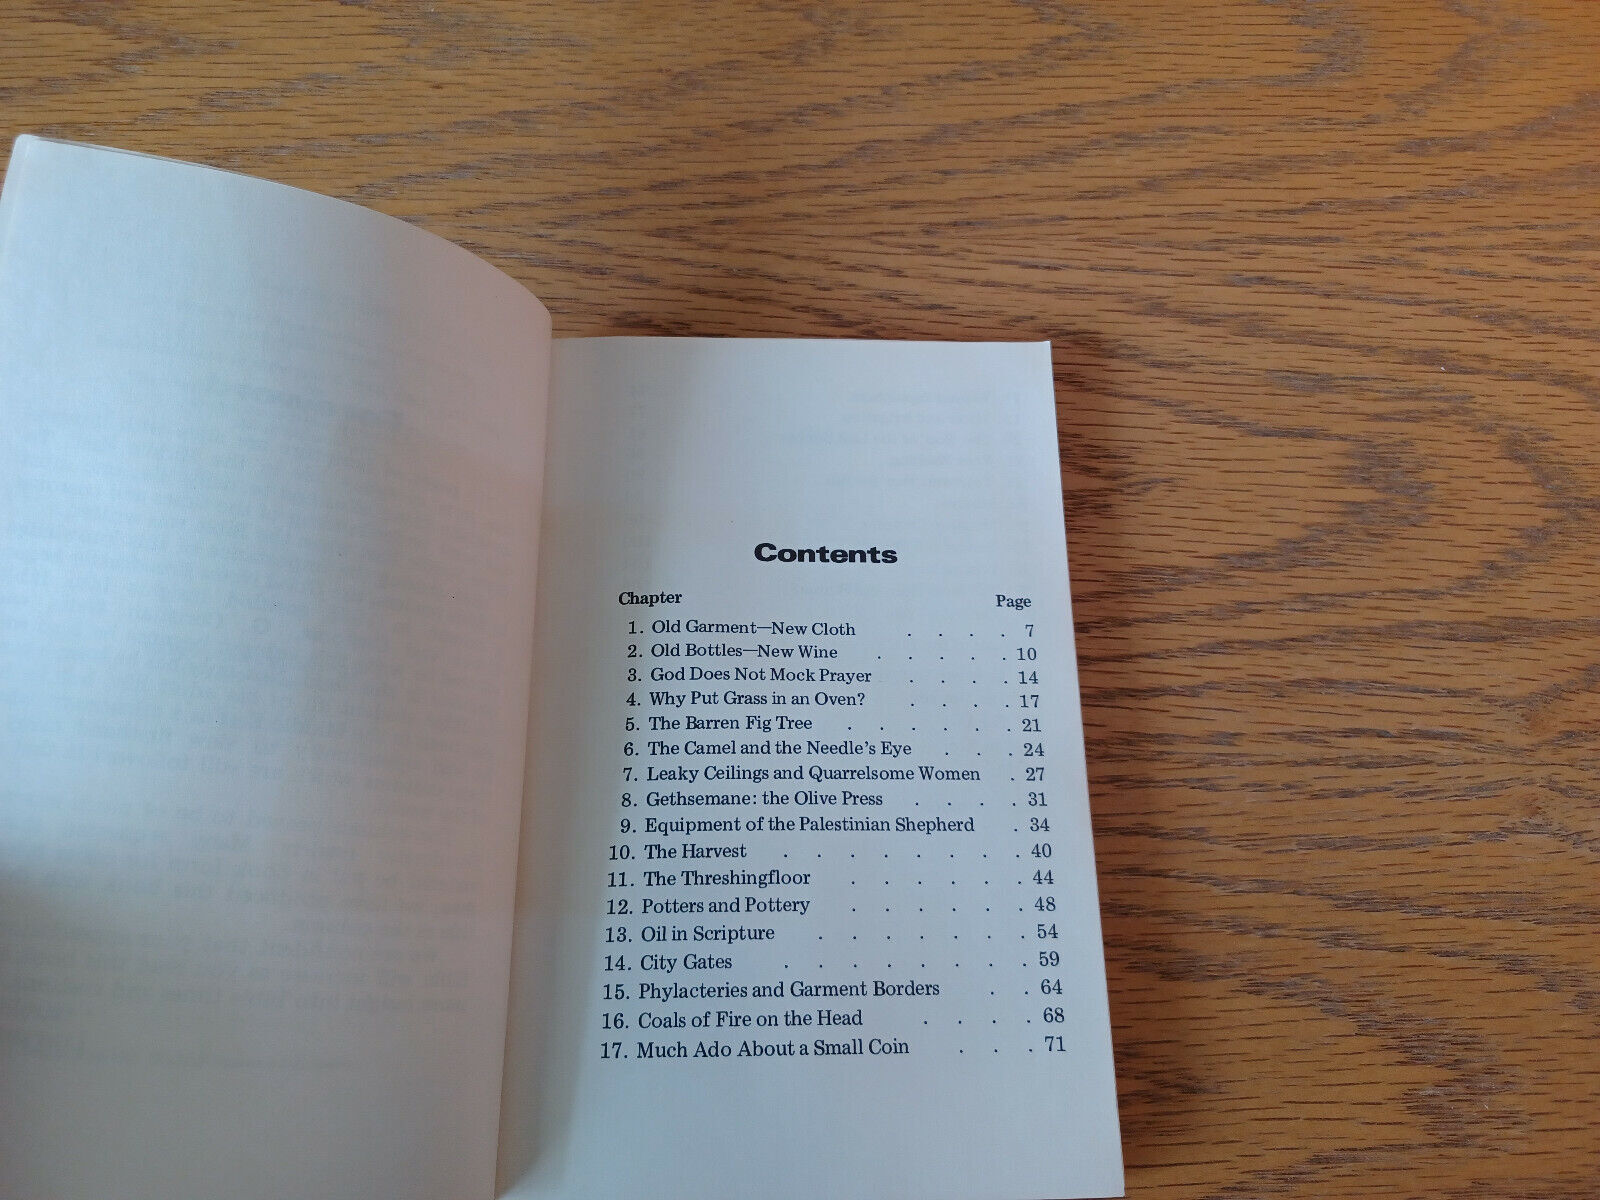 Contents
Chapter Page
1. Old Garment—New Cloth . . . . 7
2. Old Bottles—New Wine . . . . . 10
3. God Does Not Mock Prayer . . . . 14
4. Why Put Grass in an Oven? . . . . 17
5. The Barren Fig Tree . . . . . . 21
6. The Camel and the Needle's Eye . . . 24
7. Leaky Ceilings and Quarrelsome Women . 27
8. Gethsemane: the Olive Press . . . . 31
9. Equipment of the Palestinian Shepherd . 34
10. The Harvest . . . . . . . . 40
11. The Threshingfloor . . . . . . 44
12. Potters and Pottery . . . . . . 48
13. Oil in Scripture . . . . . . . 54
14. City Gates . . . . . . . . 59
15. Phylacteries and Garment Borders . . 64
16. Coals of Fire on the Head . . . . 68
17. Much Ado About a Small Coin . . . 71